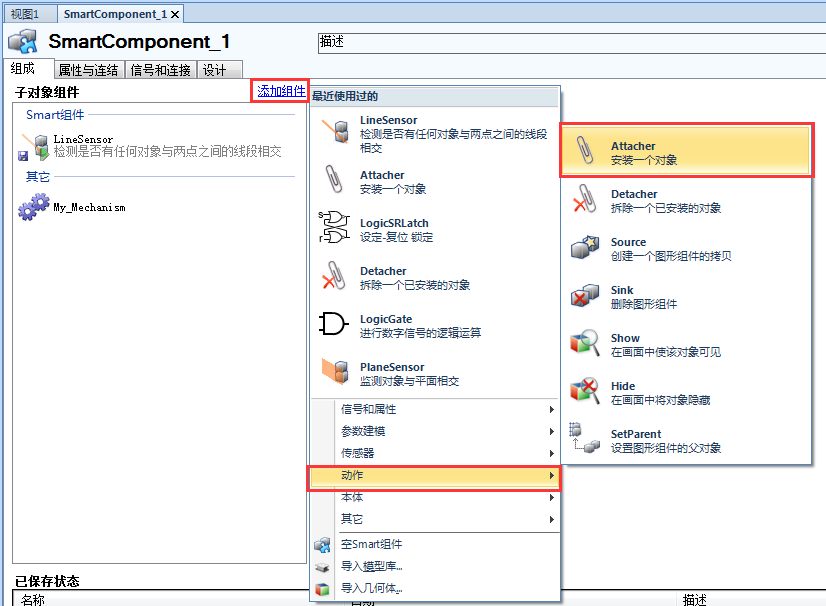 视图1
SmartComponent_1
SmartComponent_1
描述
组成
属性与连结
信号和连接
设计
子对象组件
添加组件
Smart组件
LineSensor
检测是否有任何对象与两点之间的线段相交
其它
My_Mechanism
最近使用过的
LineSensor
检测是否有任何对象与两点之间的线段
相交
Attacher
安装一个对象
LogicSRLatch
设定-复位 锁定
Detacher
拆除一个已安装的对象
LogicGate
进行数字信号的逻辑运算
PlaneSensor
监测对象与平面相交
信号和属性
参数建模
传感器
动作
本体
其它
空Smart组件
导入模型库...
导入几何体...
Attacher
安装一个对象
Detacher
拆除一个已安装的对象
Source
创建一个图形组件的拷贝
Sink
删除图形组件
Show
在画面中使该对象可见
Hide
在画面中将对象隐藏
SetParent
设置图形组件的父对象
已保存状态
名称
描述